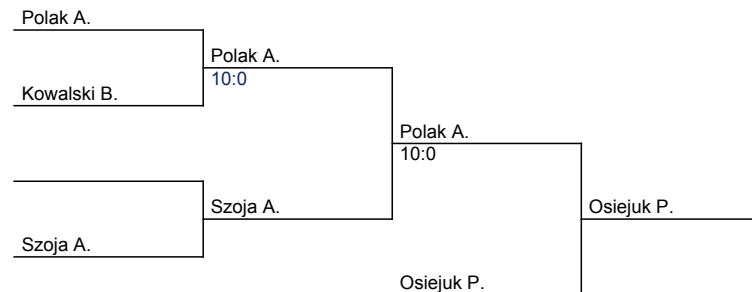 Polak A.
Polak A.
10:0
Kowalski B.
Polak A.
10:0
Szoja A.
Osiejuk P.
Szoja A.
Osiejuk P.